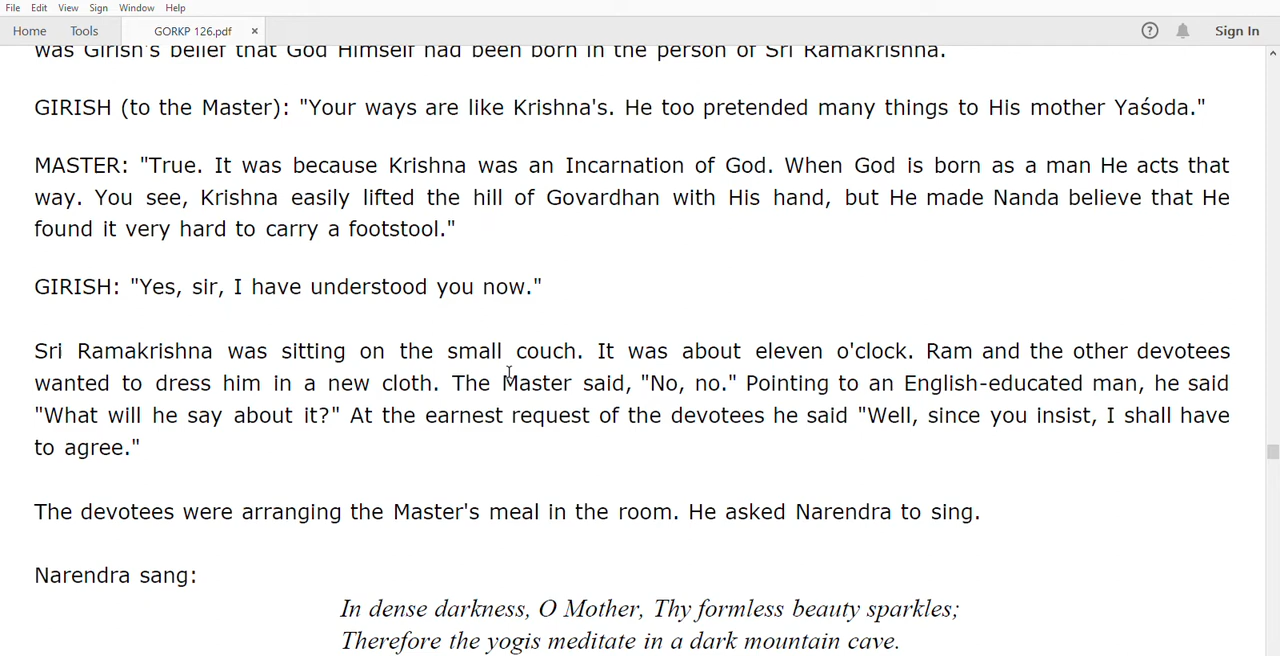 File Edit View Sign Window Help
Home Tools GORKP 126.pdf × Sign In
was Girish's belief that God Himself had been born in the person of Sri Ramakrishna.
GIRISH (to the Master): "Your ways are like Krishna's. He too pretended many things to His mother Yaśoda."
MASTER: "True. It was because Krishna was an Incarnation of God. When God is born as a man He acts that
way. You see, Krishna easily lifted the hill of Govardhan with His hand, but He made Nanda believe that He
found it very hard to carry a footstool."
GIRISH: "Yes, sir, I have understood you now."
Sri Ramakrishna was sitting on the small couch. It was about eleven o'clock. Ram and the other devotees
wanted to dress him in a new cloth. The Master said, "No, no." Pointing to an English-educated man, he said
"What will he say about it?" At the earnest request of the devotees he said "Well, since you insist, I shall have
to agree."
The devotees were arranging the Master's meal in the room. He asked Narendra to sing.
Narendra sang:
In dense darkness, O Mother, Thy formless beauty sparkles;
Therefore the yogis meditate in a dark mountain cave.